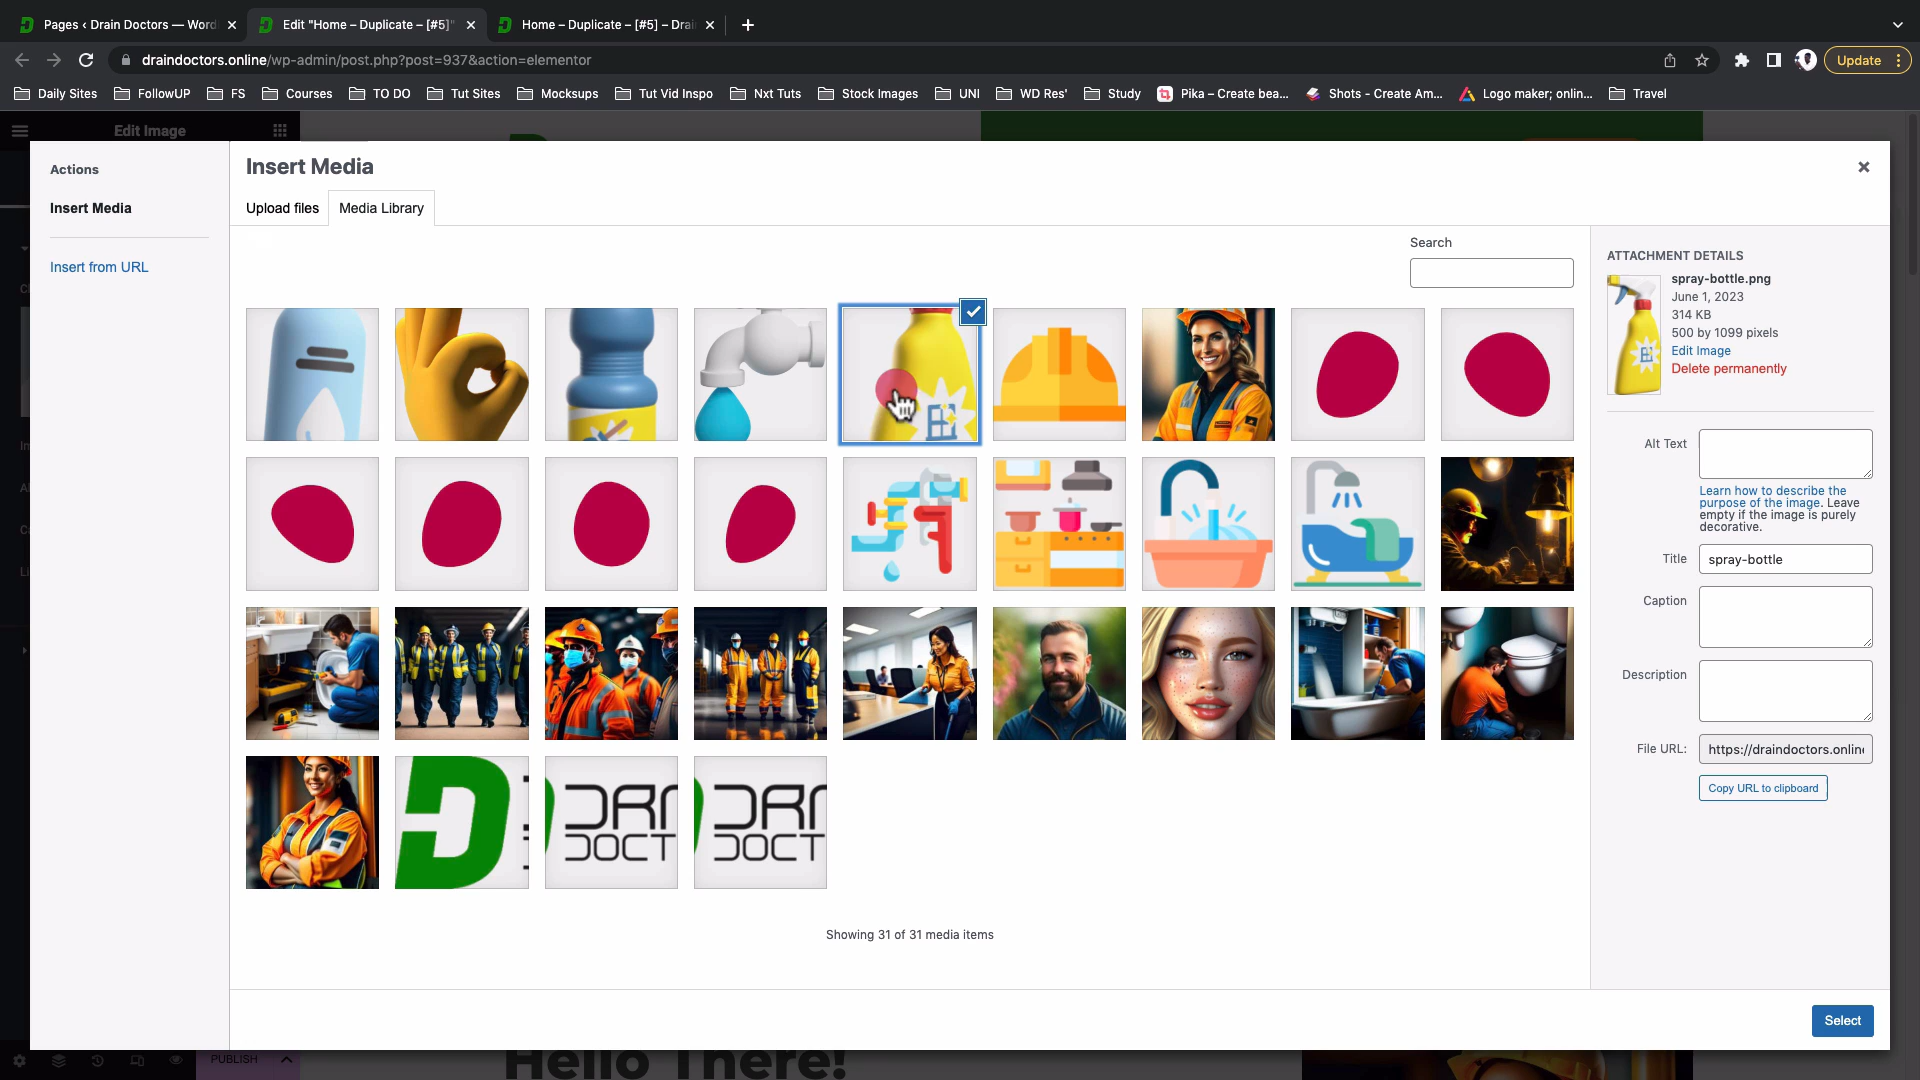 Pages ‹ Drain Doctors — Word
Edit "Home – Duplicate – [#5]"
Home – Duplicate – [#5] – Drai
draindoctors.online/wp-admin/post.php?post=937&action=elementor
Update
Daily Sites
FollowUP
FS
Courses
TO DO
Tut Sites
Mocksups
Tut Vid Inspo
Nxt Tuts
Stock Images
UNI
WD Res'
Study
Pika – Create bea...
Shots - Create Am...
Logo maker; onlin...
Travel
Edit Image
Actions
Insert Media
Insert from URL
Insert Media
Upload files
Media Library
Search
DRA
DOCT
DRA
DOCT
Showing 31 of 31 media items
ATTACHMENT DETAILS
spray-bottle.png
June 1, 2023
314 KB
500 by 1099 pixels
Edit Image
Delete permanently
Alt Text
Learn how to describe the
purpose of the image. Leave
empty if the image is purely
decorative.
Title
spray-bottle
Caption
Description
File URL:
https://draindoctors.online
Copy URL to clipboard
Select
PUBLISH
Hello There!